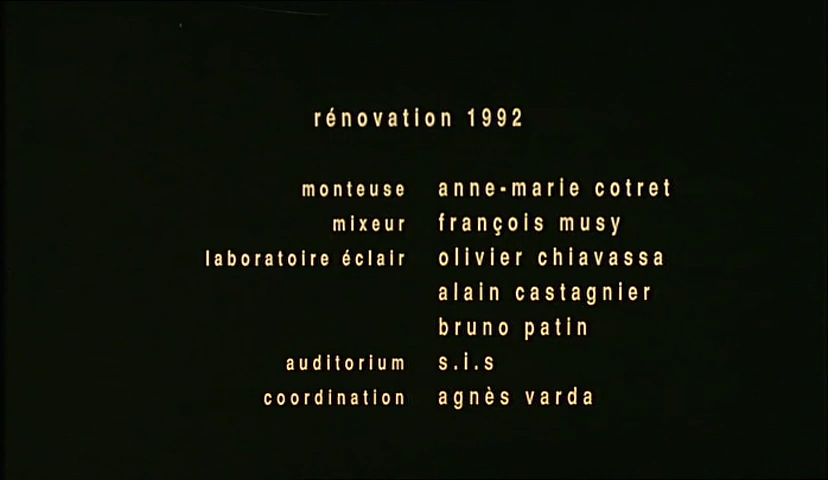 rénovation 1992
monteuse anne-marie cotret
mixeur françois musy
laboratoire éclair olivier chiavassa
alain castagnier
bruno patin
auditorium s.i.s
coordination agnès varda